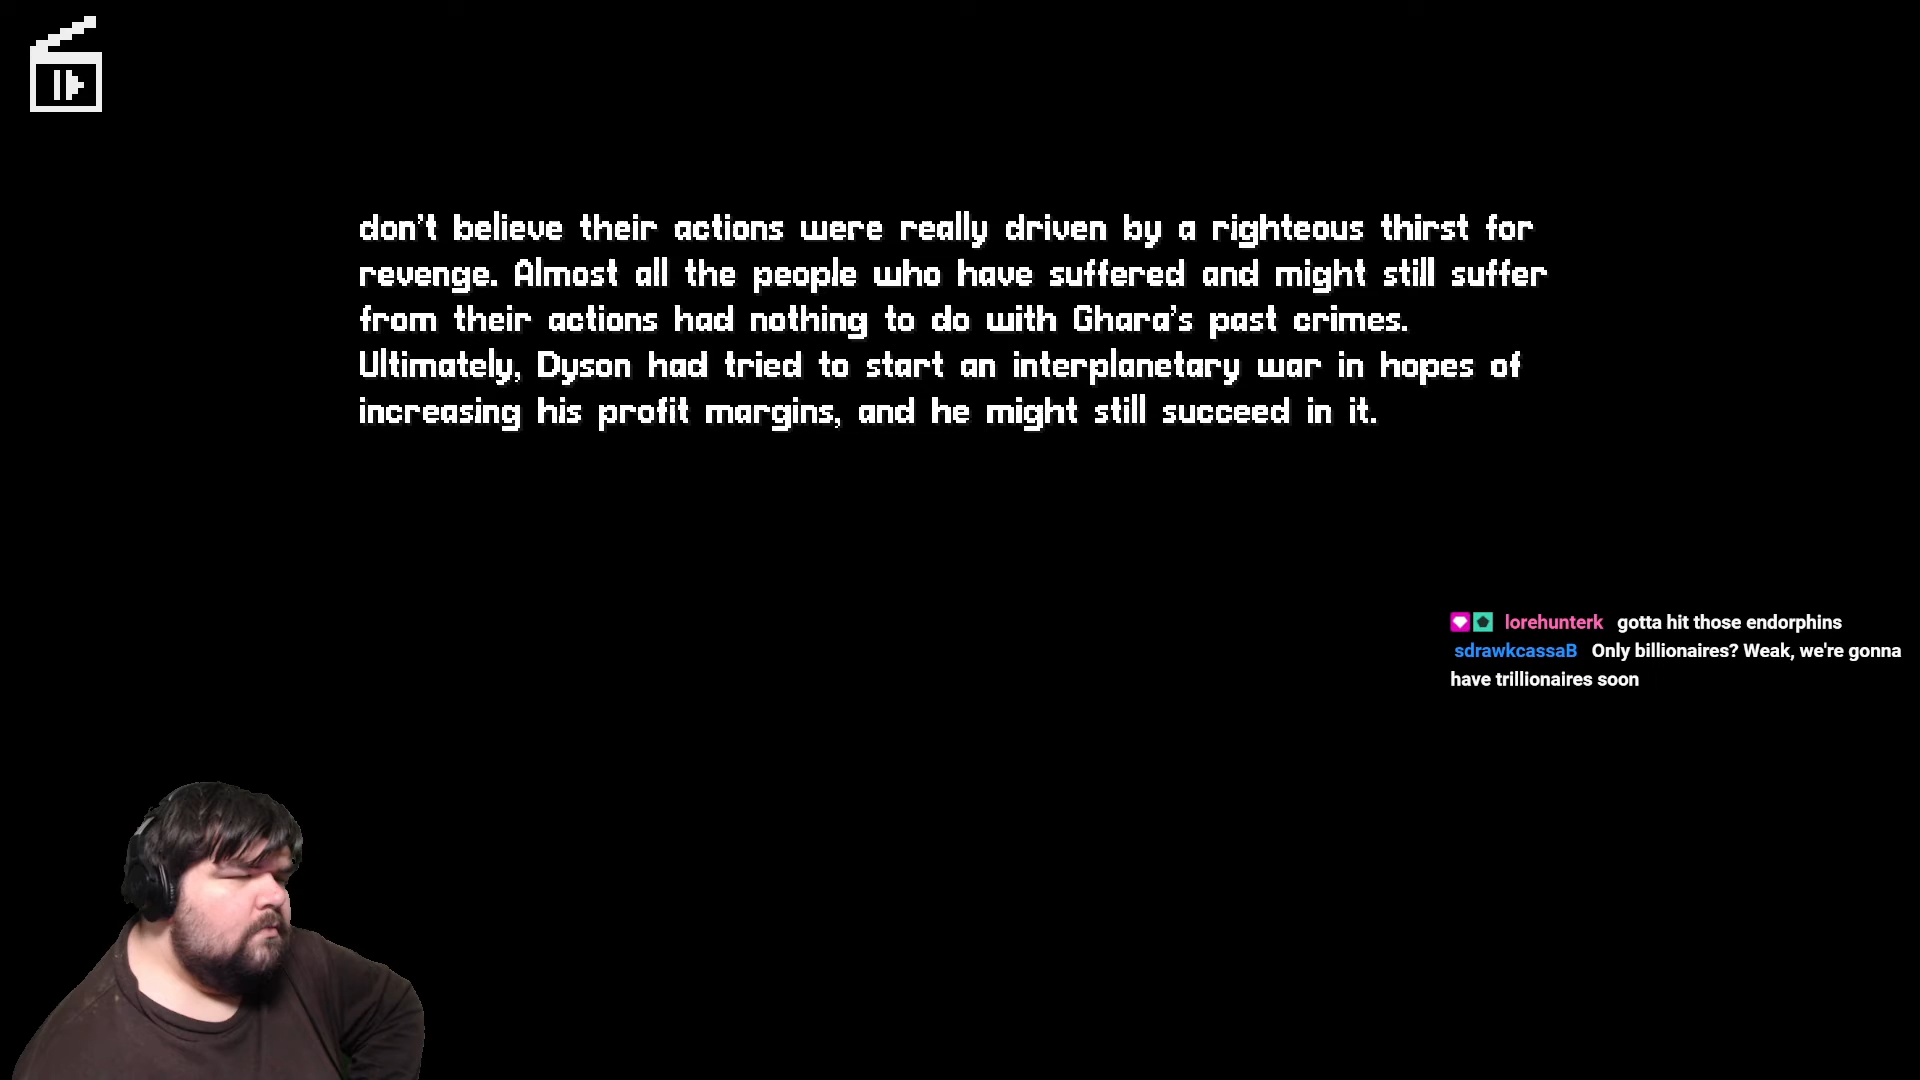 don't believe their actions were really driven by a righteous thirst for
revenge. Almost all the people who have suffered and might still suffer
from their actions had nothing to do with Ghara's past crimes.
Ultimately, Dyson had tried to start an interplanetary war in hopes of
increasing his profit margins, and he might still succeed in it.
lorehunterk gotta hit those endorphins
sdrawkcassaB Only billionaires? Weak, we're gonna
have trillionaires soon